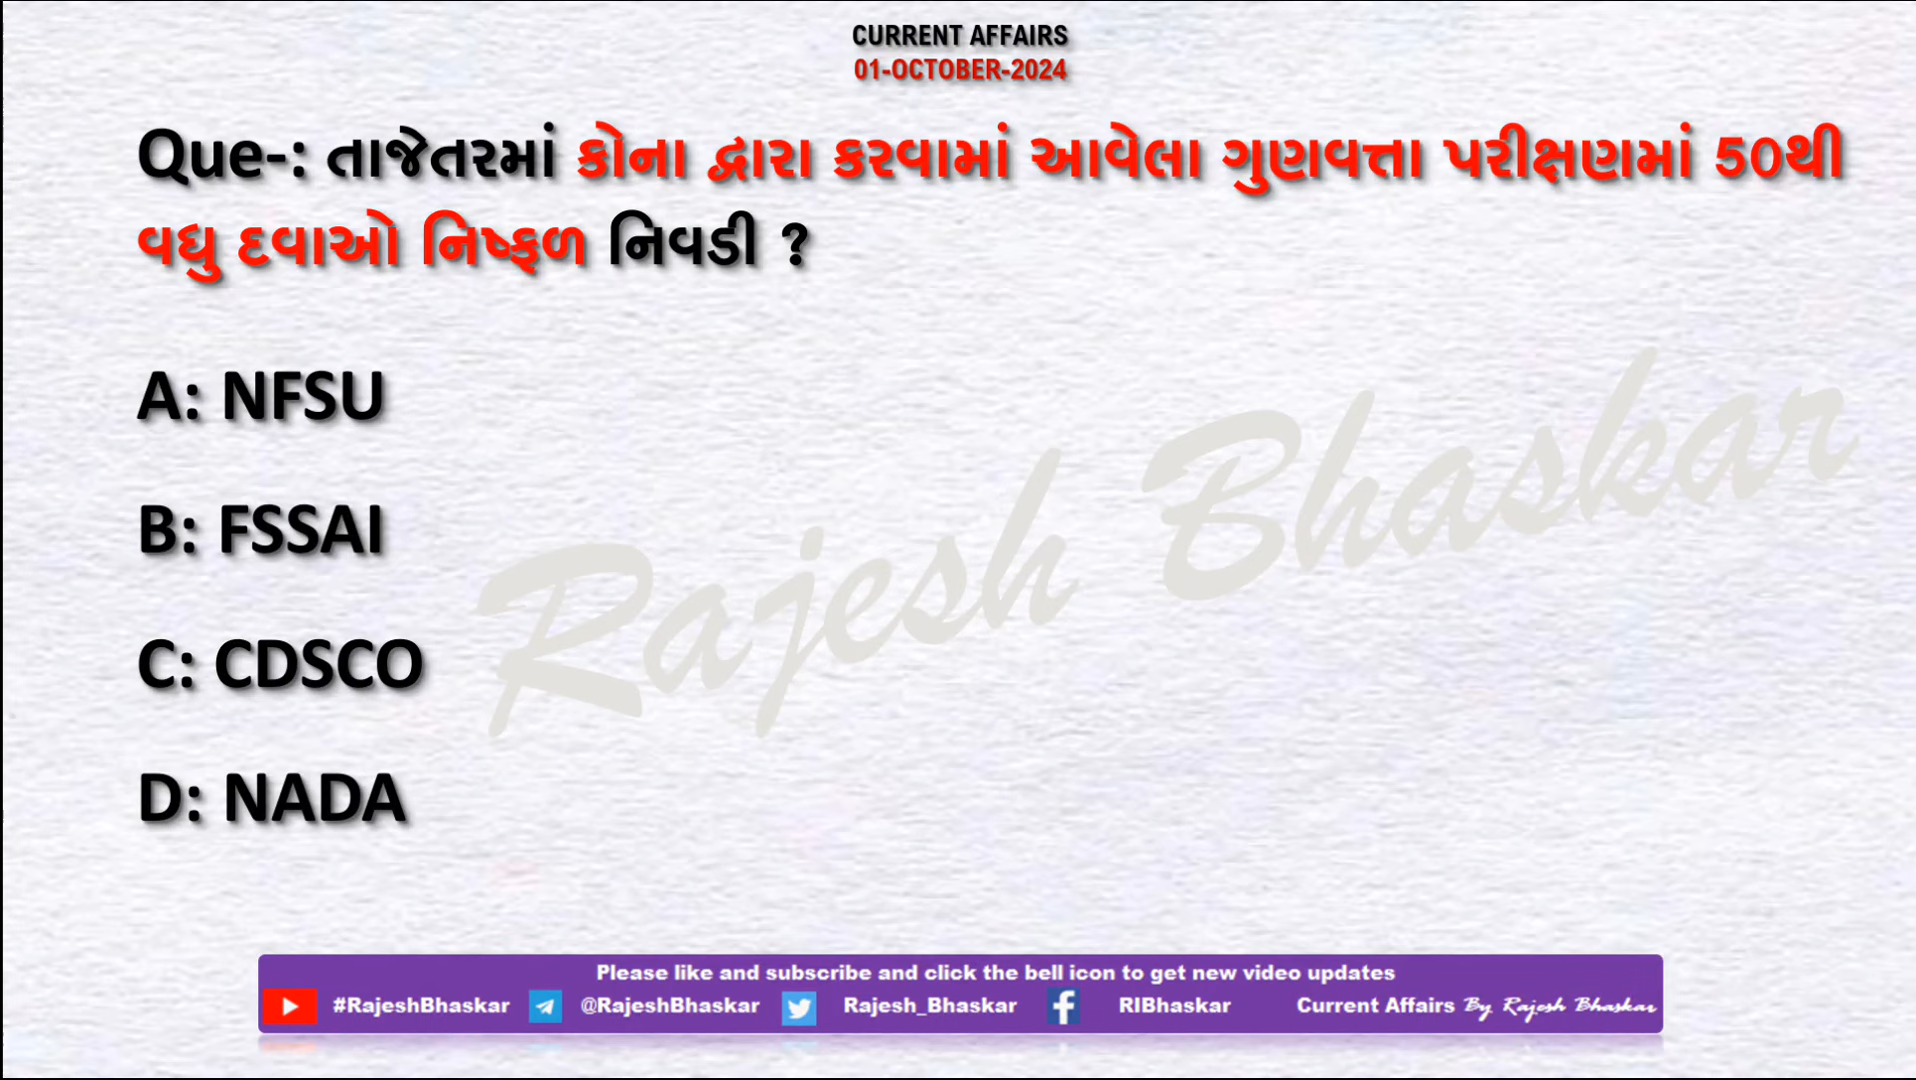 CURRENT AFFAIRS
01-OCTOBER-2024
Que-: તાજેતરમાં કોના દ્વારા કરવામાં આવેલા ગુણવત્તા પરીક્ષણમાં 50થી
વધુ દવાઓ નિષ્ફળ નિવડી ?
A: NFSU
B: FSSAI
C: CDSCO
D: NADA
Rajesh Bhaskar
Please like and subscribe and click the bell icon to get new video updates
#RajeshBhaskar @RajeshBhaskar Rajesh_Bhaskar RIBhaskar Current Affairs By Rajesh Bhaskar